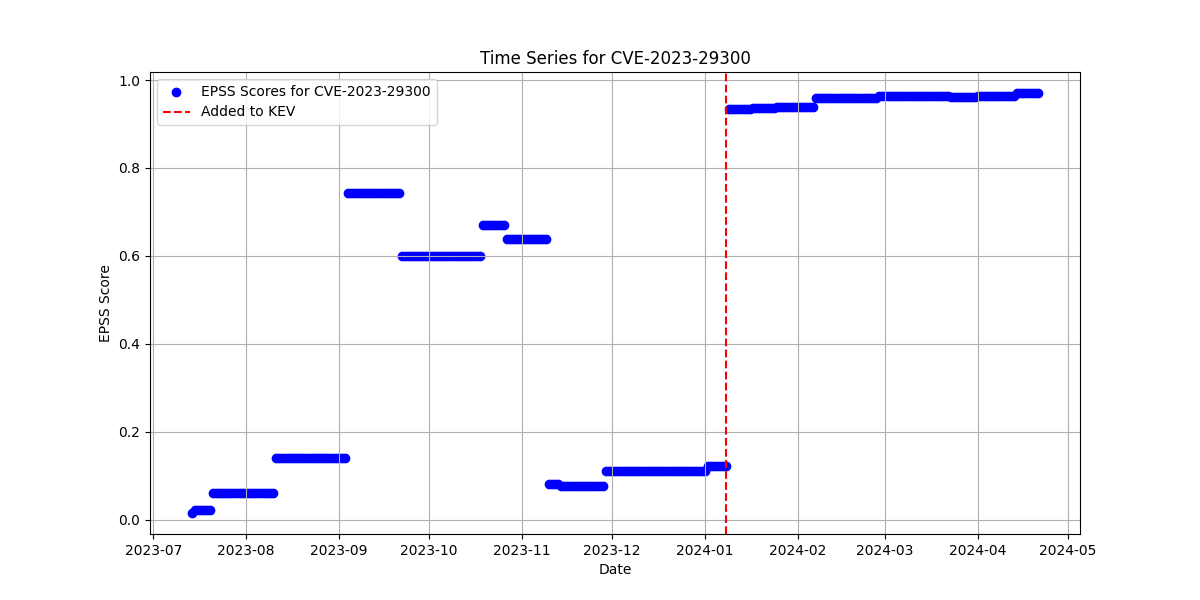 Time Series for CVE-2023-29300
EPSS Scores for CVE-2023-29300
Added to KEV
EPSS Score
1.0
0.8
0.6
0.4
0.2
0.0
2023-07 2023-08 2023-09 2023-10 2023-11 2023-12 2024-01 2024-02 2024-03 2024-04 2024-05
Date